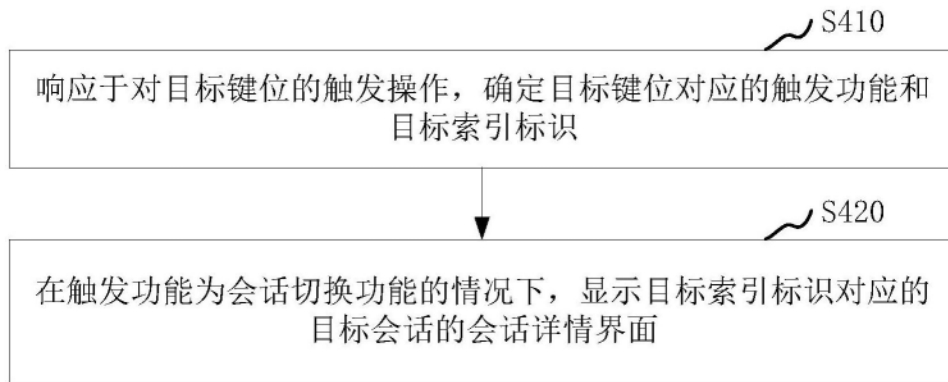 S410
响应于对目标键位的触发操作，确定目标键位对应的触发功能和
目标索引标识
S420
在触发功能为会话切换功能的情况下，显示目标索引标识对应的
目标会话的会话详情界面